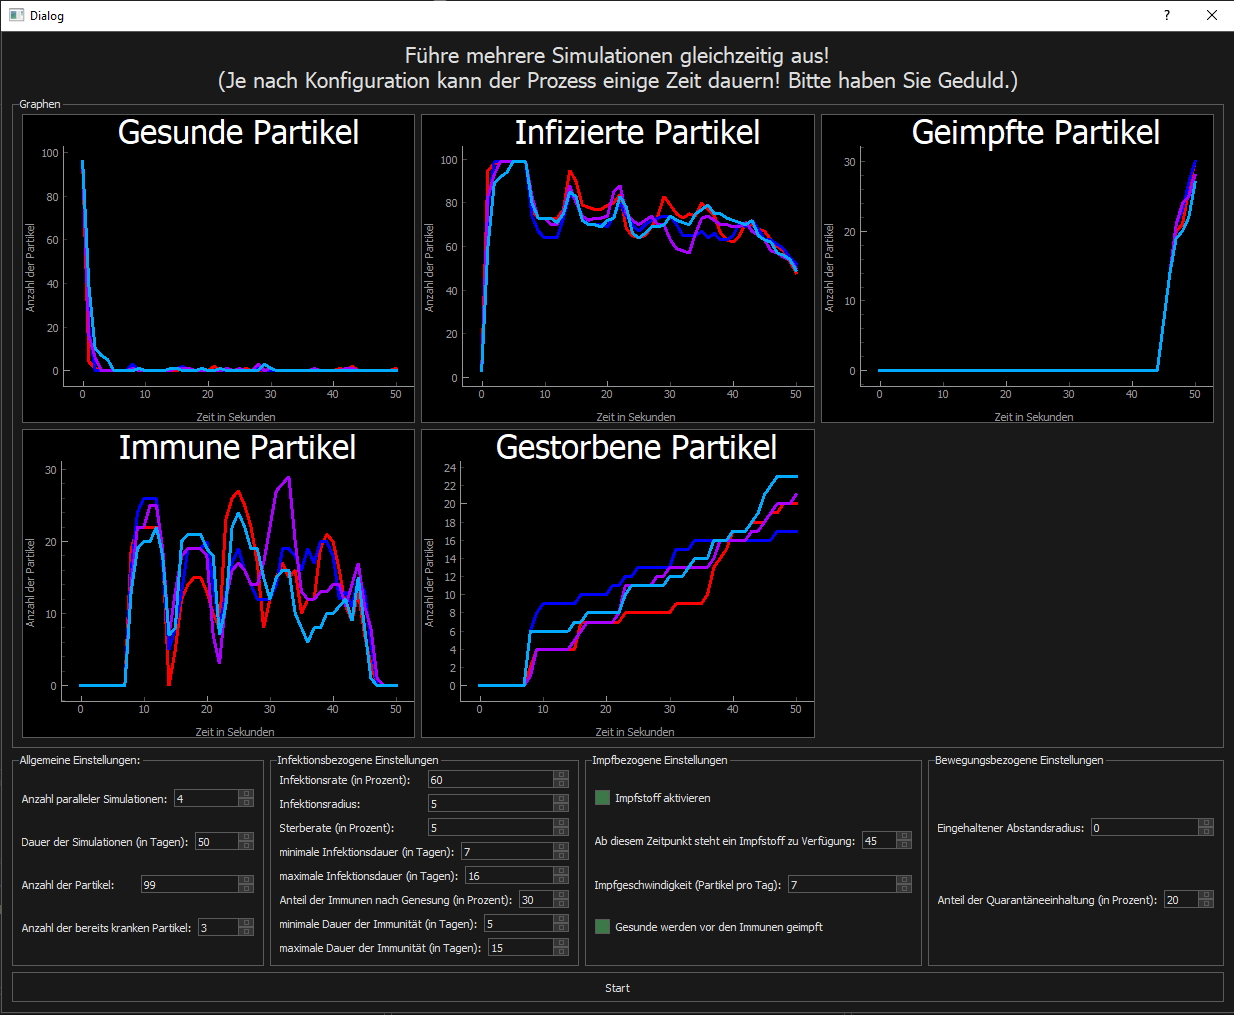 Dialog
?
Führe mehrere Simulationen gleichzeitig aus!
(Je nach Konfiguration kann der Prozess einige Zeit dauern! Bitte haben Sie Geduld.)
Graphen
Gesunde Partikel
Anzahl der Partikel
100
80
60
40
20
0
0 10 20 30 40 50
Zeit in Sekunden
Infizierte Partikel
Anzahl der Partikel
100
80
60
40
20
0
0 10 20 30 40 50
Zeit in Sekunden
Geimpfte Partikel
Anzahl der Partikel
30
20
10
0
0 10 20 30 40 50
Zeit in Sekunden
Immune Partikel
Anzahl der Partikel
30
20
10
0
0 10 20 30 40 50
Zeit in Sekunden
Gestorbene Partikel
Anzahl der Partikel
24
22
20
18
16
14
12
10
8
6
4
2
0
0 10 20 30 40 50
Zeit in Sekunden
Allgemeine Einstellungen:
Anzahl paralleler Simulationen: 4
Dauer der Simulationen (in Tagen): 50
Anzahl der Partikel: 99
Anzahl der bereits kranken Partikel: 3
Infektionsbezogene Einstellungen
Infektionsrate (in Prozent): 60
Infektionsradius: 5
Sterberate (in Prozent): 5
minimale Infektionsdauer (in Tagen): 7
maximale Infektionsdauer (in Tagen): 16
Anteil der Immunen nach Genesung (in Prozent): 30
minimale Dauer der Immunität (in Tagen): 5
maximale Dauer der Immunität (in Tagen): 15
Impfbezogene Einstellungen
Impfstoff aktivieren
Ab diesem Zeitpunkt steht ein Impfstoff zu Verfügung: 45
Impfgeschwindigkeit (Partikel pro Tag): 7
Gesunde werden vor den Immunen geimpft
Bewegungsbezogene Einstellungen
Eingehaltener Abstandsradius: 0
Anteil der Quarantäneeinhaltung (in Prozent): 20
Start